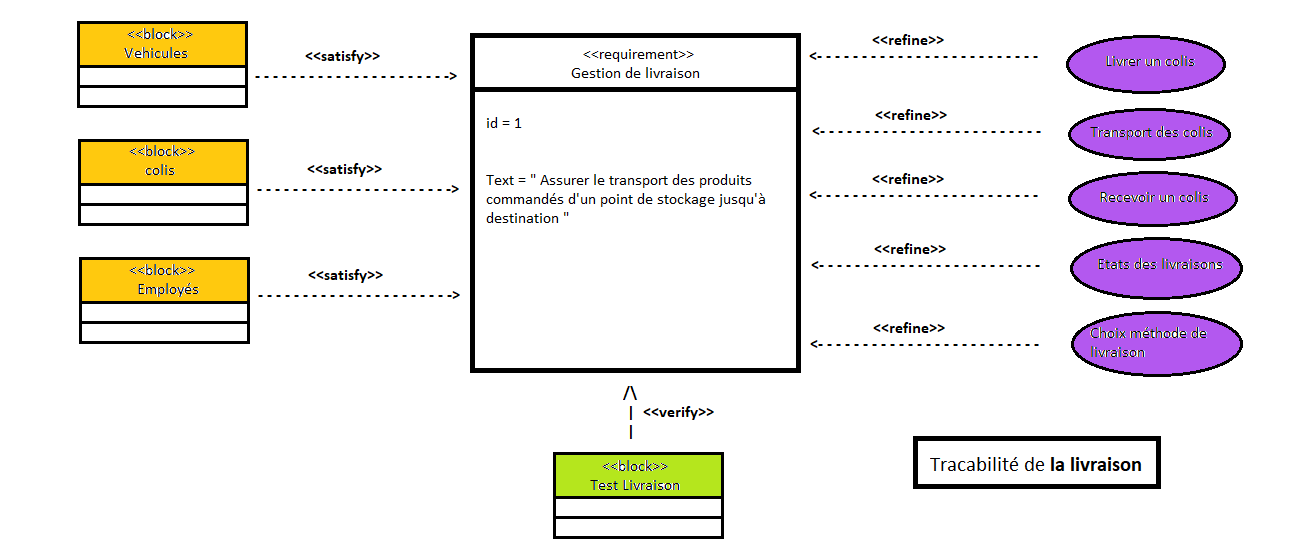 <<block>>
Vehicules
<<satisfy>>
<<block>>
colis
<<satisfy>>
<<block>>
Employés
<<satisfy>>
<<requirement>>
Gestion de livraison
id = 1
Text = " Assurer le transport des produits
commandés d'un point de stockage jusqu'à
destination "
<<refine>>
Livrer un colis
<<refine>>
Transport des colis
<<refine>>
Recevoir un colis
<<refine>>
Etats des livraisons
<<refine>>
Choix méthode de
livraison
<<verify>>
<<block>>
Test Livraison
Tracabilité de la livraison